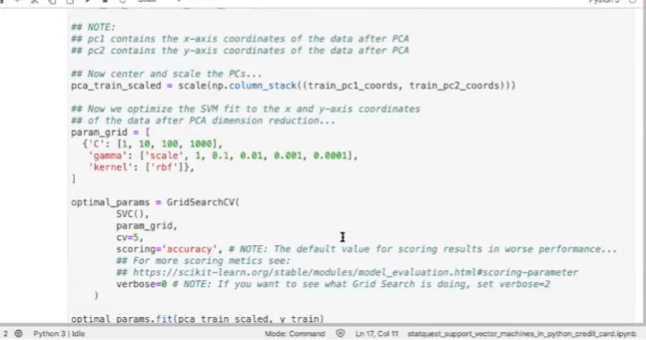 ## NOTE:
## pc1 contains the x-axis coordinates of the data after PCA
## pc2 contains the y-axis coordinates of the data after PCA
## Now center and scale the PCs...
pca_train_scaled = scale(np.column_stack((train_pc1_coords, train_pc2_coords)))
## Now we optimize the SVM fit to the x and y-axis coordinates
## of the data after PCA dimension reduction...
param_grid = [
{'C': [1, 10, 100, 1000],
'gamma': ['scale', 1, 0.1, 0.01, 0.001, 0.0001],
'kernel': ['rbf']},
]
optimal_params = GridSearchCV(
SVC(),
param_grid,
cv=5,
scoring='accuracy', # NOTE: The default value for scoring results in worse performance...
## For more scoring metics see:
## https://scikit-learn.org/stable/modules/model_evaluation.html#scoring-parameter
verbose=0 # NOTE: If you want to see what Grid Search is doing, set verbose=2
)
optimal_params.fit(pca_train_scaled, y_train)
2 Python 3 | Idle Mode: Command Ln 17, Col 11 statquest_support_vector_machines_in_python_credit_card.ipynb